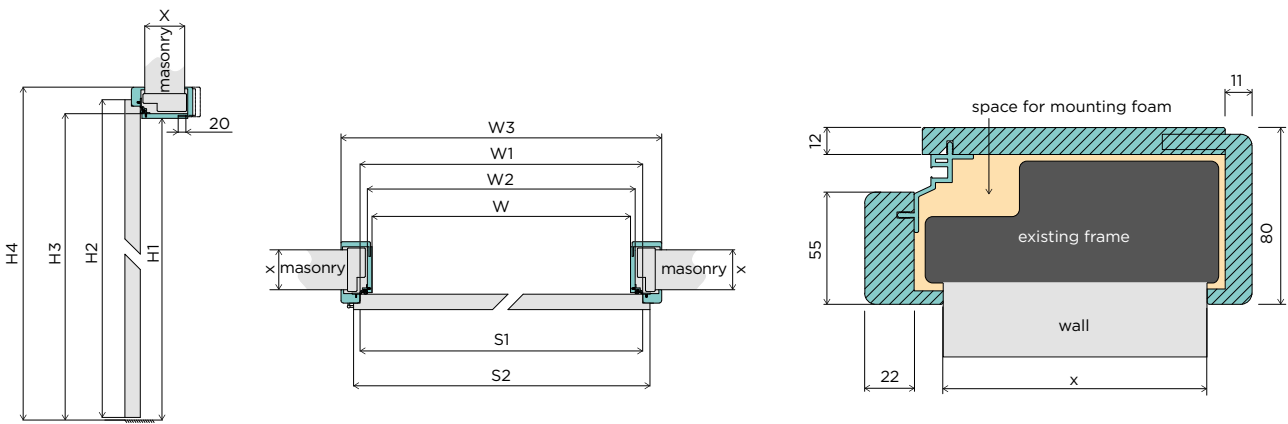 X
masonry
20
H4
H3
H2
H1
W3
W1
W2
W
x
masonry
masonry
x
S1
S2
11
space for mounting foam
12
existing frame
55
80
wall
22
x